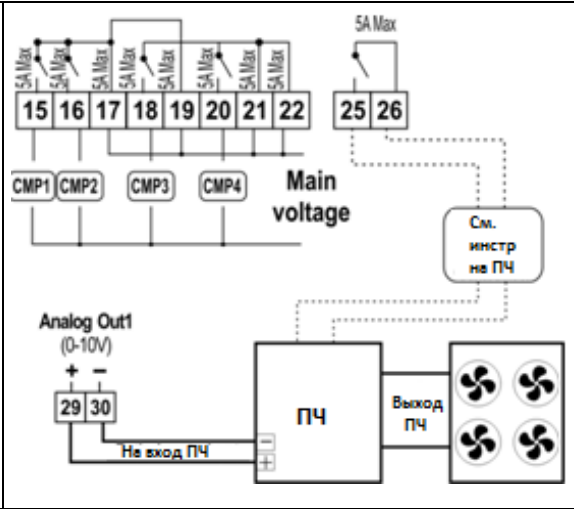 5A Max
5A Max 5A Max 5A Max 5A Max 5A Max 5A Max 5A Max
15 16 17 18 19 20 21 22 25 26
CMP1 CMP2 CMP3 CMP4 Main
voltage
См.
инстр
на ПЧ
Analog Out1
(0-10V)
+ −
29 30
ПЧ
Выход
ПЧ
На вход ПЧ
−
+